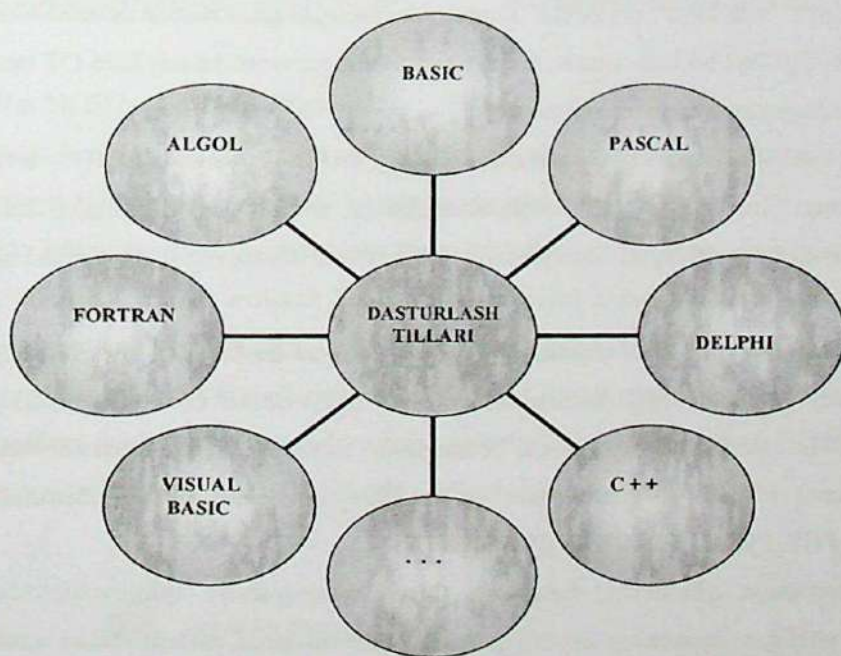 BASIC
ALGOL
PASCAL
FORTRAN
DASTURLASH
TILLARI
DELPHI
VISUAL
BASIC
C + +
. . .